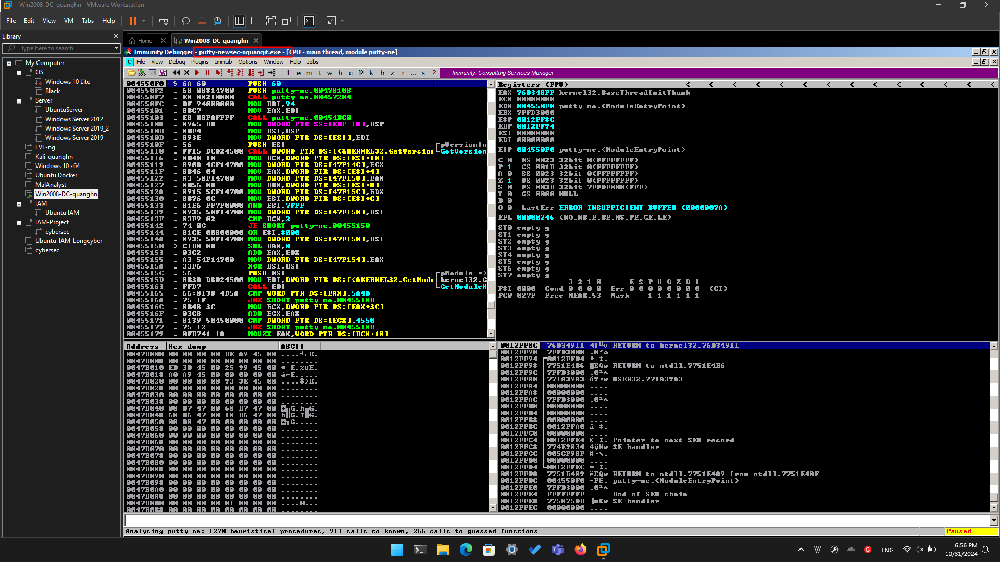 Win2008-DC-quanghn - VMware Workstation
File Edit View VM Tabs Help
Library
Type here to search
My Computer
OS
Windows 10 Lite
Black
Server
UbuntuServer
Windows Server 2012
Windows Server 2019_2
Windows Server 2019
EVE-ng
Kali-quanghn
Windows 10 x64
Ubuntu Docker
MalAnalyst
Win2008-DC-quanghn
IAM
Ubuntu IAM
IAM-Project
cybersec
Ubuntu_IAM_Longcyber
cybersec
Home
Win2008-DC-quanghn
Immunity Debugger - putty-newsec-nquangit.exe - [CPU - main thread, module putty-ne]
C File View Debug Plugins ImmLib Options Window Help Jobs
l e m t w h c P k b z r ... s ?
Immunity: Consulting Services Manager
004550F0 $ 6A 60 PUSH 60
004550F2 . 68 08814700 PUSH putty-ne.00478108
004550F7 . E8 08210000 CALL putty-ne.00457204
004550FC . BF 94000000 MOV EDI,94
00455101 . 8BC7 MOV EAX,EDI
00455103 . E8 B8FAFFFF CALL putty-ne.00454BC0
00455108 . 8965 E8 MOV DWORD PTR SS:[EBP-18],ESP
0045510B . 8BF4 MOV ESI,ESP
0045510D . 893E MOV DWORD PTR DS:[ESI],EDI
0045510F . 56 PUSH ESI pVersionIn
00455110 . FF15 DCD24500 CALL DWORD PTR DS:[<&KERNEL32.GetVersion GetVersion
00455116 . 8B4E 10 MOV ECX,DWORD PTR DS:[ESI+10]
00455119 . 890D 4CF14700 MOV DWORD PTR DS:[47F14C],ECX
0045511F . 8B46 04 MOV EAX,DWORD PTR DS:[ESI+4]
00455122 . A3 58F14700 MOV DWORD PTR DS:[47F158],EAX
00455127 . 8B56 08 MOV EDX,DWORD PTR DS:[ESI+8]
0045512A . 8915 5CF14700 MOV DWORD PTR DS:[47F15C],EDX
00455130 . 8B76 0C MOV ESI,DWORD PTR DS:[ESI+C]
00455133 . 81E6 FF7F0000 AND ESI,7FFF
00455139 . 8935 50F14700 MOV DWORD PTR DS:[47F150],ESI
0045513F . 83F9 02 CMP ECX,2
00455142 . 74 0C JE SHORT putty-ne.00455150
00455144 . 81CE 00800000 OR ESI,8000
0045514A . 8935 50F14700 MOV DWORD PTR DS:[47F150],ESI
00455150 > C1E0 08 SHL EAX,8
00455153 . 03C2 ADD EAX,EDX
00455155 . A3 54F14700 MOV DWORD PTR DS:[47F154],EAX
0045515A . 33F6 XOR ESI,ESI
0045515C . 56 PUSH ESI pModule =>
0045515D . 8B3D D8D24500 MOV EDI,DWORD PTR DS:[<&KERNEL32.GetModu kernel32.G
00455163 . FFD7 CALL EDI GetModuleH
00455165 . 66:8138 4D5A CMP WORD PTR DS:[EAX],5A4D
0045516A . 75 1F JNZ SHORT putty-ne.0045518B
0045516C . 8B48 3C MOV ECX,DWORD PTR DS:[EAX+3C]
0045516F . 03C8 ADD ECX,EAX
00455171 . 8139 50450000 CMP DWORD PTR DS:[ECX],4550
00455177 . 75 12 JNZ SHORT putty-ne.0045518B
00455179 . 0FB741 18 MOVZX EAX,WORD PTR DS:[ECX+18]
Registers (FPU) < < < < < < < < < < < < < <
EAX 76D348FF kernel32.BaseThreadInitThunk
ECX 00000000
EDX 004550F0 putty-ne.<ModuleEntryPoint>
EBX 7FFD3000
ESP 0012FF8C
EBP 0012FF94
ESI 00000000
EDI 00000000
EIP 004550F0 putty-ne.<ModuleEntryPoint>
C 0 ES 0023 32bit 0(FFFFFFFF)
P 1 CS 001B 32bit 0(FFFFFFFF)
A 0 SS 0023 32bit 0(FFFFFFFF)
Z 1 DS 0023 32bit 0(FFFFFFFF)
S 0 FS 003B 32bit 7FFDF000(FFF)
T 0 GS 0000 NULL
D 0
O 0 LastErr ERROR_INSUFFICIENT_BUFFER (0000007A)
EFL 00000246 (NO,NB,E,BE,NS,PE,GE,LE)
ST0 empty g
ST1 empty g
ST2 empty g
ST3 empty g
ST4 empty g
ST5 empty g
ST6 empty g
ST7 empty g
3 2 1 0 E S P U O Z D I
FST 0000 Cond 0 0 0 0 Err 0 0 0 0 0 0 0 0 (GT)
FCW 027F Prec NEAR,53 Mask 1 1 1 1 1 1
Address Hex dump ASCII
0047B000 00 00 00 00 BE A9 45 00
0047B008 00 00 00 00 00 00 00 00 ........
0047B010 ED 3D 45 00 25 99 45 00
0047B018 A0 A9 45 00 00 00 00 00
0047B020 00 00 00 00 93 3E 45 00 ....ô>E.
0047B028 00 00 00 00 00 00 00 00 ........
0047B030 00 00 00 00 00 00 00 00 ........
0047B038 00 00 00 00 00 00 00 00 ........
0047B040 08 B7 47 00 68 B7 47 00
0047B048 68 B6 47 00 18 B6 47 00
0047B050 08 B8 47 00 00 00 00 00
0047B058 00 00 00 00 00 00 00 00 ........
0047B060 00 00 00 00 00 00 00 00 ........
0047B068 00 00 00 00 00 00 00 00 ........
0047B070 00 00 00 00 00 00 00 00 ........
0047B078 00 00 00 00 00 00 00 00 ........
0047B080 00 00 00 00 00 00 00 00 ........
0047B088 00 00 00 00 00 00 00 00 ........
0047B090 00 00 00 00 00 00 00 00 ........
0047B098 00 00 00 00 00 00 00 00 ........
0047B0A0 00 00 00 00 00 00 00 00 ........
0047B0A8 00 00 00 00 00 00 00 00 ........
0047B0B0 00 00 00 00 01 00 00 00
0047B0B8 00 00 00 00 00 00 00 00 ........
0012FF8C 76D34911 RETURN to kernel32.76D34911
0012FF90 7FFD3000
0012FF94 0012FFD4
0012FF98 7751E4B6 RETURN to ntdll.7751E4B6
0012FF9C 7FFD3000
0012FFA0 771A39A3 USER32.771A39A3
0012FFA4 00000000 ....
0012FFA8 00000000 ....
0012FFAC 7FFD3000
0012FFB0 00000000 ....
0012FFB4 00000000 ....
0012FFB8 00000000 ....
0012FFBC 0012FFA0
0012FFC0 00000000 ....
0012FFC4 0012FFE4 Pointer to next SEH record
0012FFC8 774E9834 SE handler
0012FFCC 005CF98F
0012FFD0 00000000 ....
0012FFD4 0012FFEC
0012FFD8 7751E489 RETURN to ntdll.7751E489 from ntdll.7751E48F
0012FFDC 004550F0 putty-ne.<ModuleEntryPoint>
0012FFE0 7FFD3000
0012FFE4 FFFFFFFF End of SEH chain
0012FFE8 775875DE SE handler
0012FFEC 00000000 ....
Analysing putty-ne: 1270 heuristical procedures, 911 calls to known, 266 calls to guessed functions
Paused
ENG
6:56 PM
10/31/2024